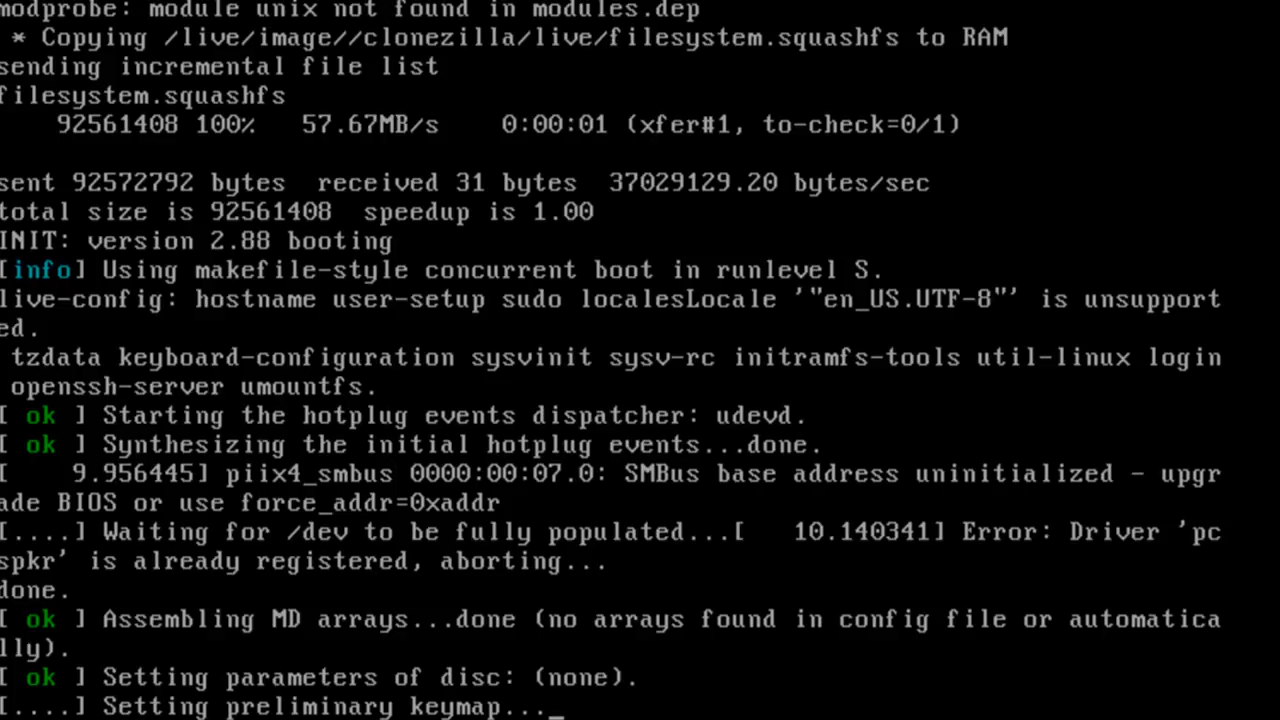 modprobe: module unix not found in modules.dep
 * Copying /live/image//clonezilla/live/filesystem.squashfs to RAM
sending incremental file list
filesystem.squashfs
    92561408 100%   57.67MB/s    0:00:01 (xfer#1, to-check=0/1)

sent 92572792 bytes  received 31 bytes  37029129.20 bytes/sec
total size is 92561408  speedup is 1.00
INIT: version 2.88 booting
[info] Using makefile-style concurrent boot in runlevel S.
live-config: hostname user-setup sudo localesLocale '"en_US.UTF-8"' is unsupport
ed.
 tzdata keyboard-configuration sysvinit sysv-rc initramfs-tools util-linux login
 openssh-server umountfs.
[ ok ] Starting the hotplug events dispatcher: udevd.
[ ok ] Synthesizing the initial hotplug events...done.
[    9.956445] piix4_smbus 0000:00:07.0: SMBus base address uninitialized - upgr
ade BIOS or use force_addr=0xaddr
[....] Waiting for /dev to be fully populated...[   10.140341] Error: Driver 'pc
spkr' is already registered, aborting...
done.
[ ok ] Assembling MD arrays...done (no arrays found in config file or automatica
lly).
[ ok ] Setting parameters of disc: (none).
[....] Setting preliminary keymap..._